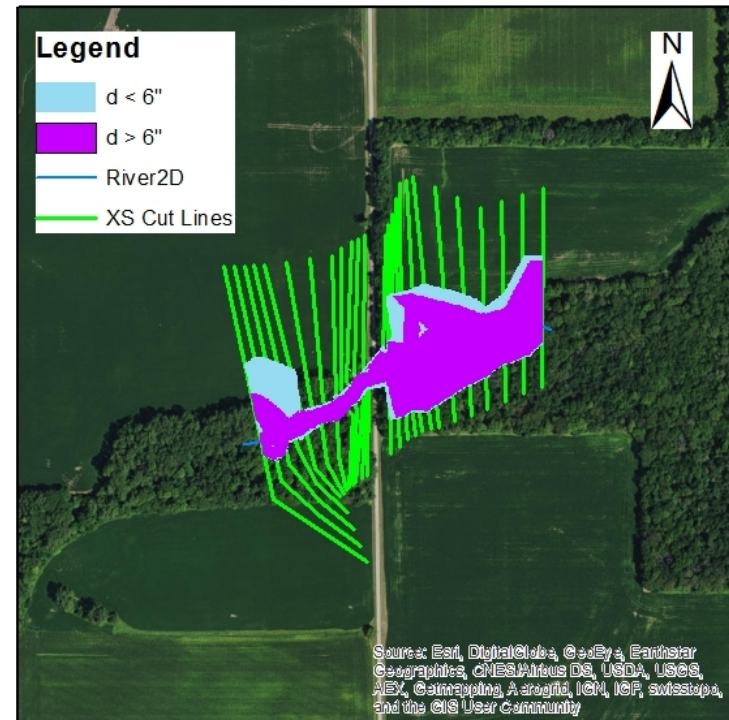 Legend
d < 6"
d > 6"
River2D
XS Cut Lines
N
Source: Esri, DigitalGlobe, GeoEye, Earthstar
Geographics, CNES/Airbus DS, USDA, USGS,
AEX, Getmapping, Aerogrid, IGN, IGP, swisstopo,
and the GIS User Community